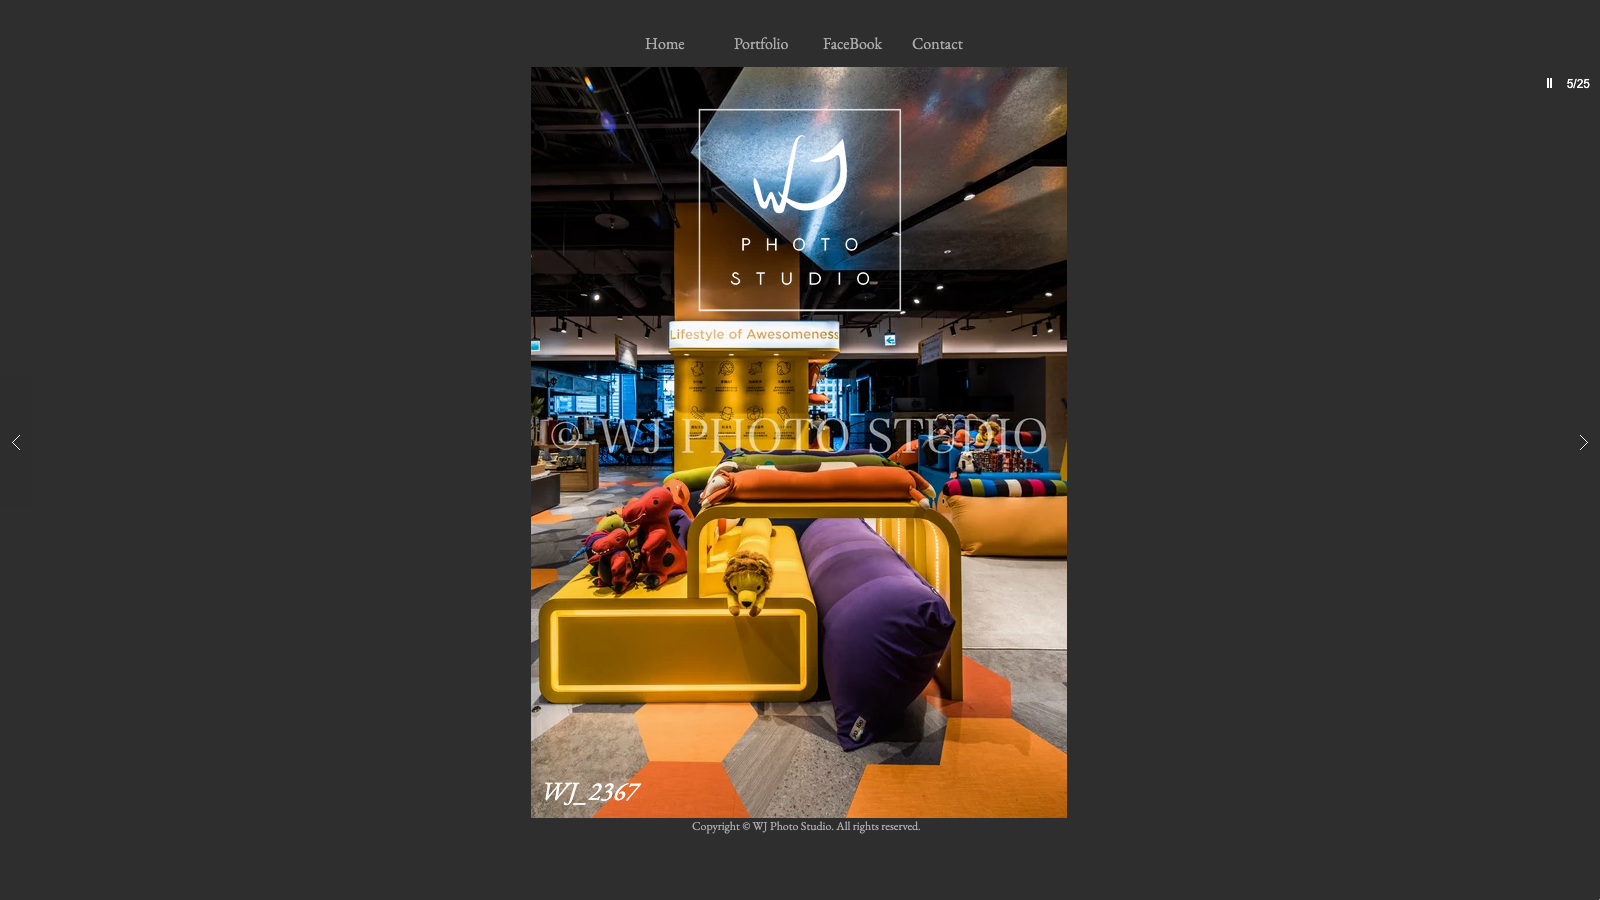 Home Portfolio FaceBook Contact
5/25
WJ
PHOTO
STUDIO
Lifestyle of Awesomeness
© WJ PHOTO STUDIO
WJ_2367
Copyright © WJ Photo Studio. All rights reserved.